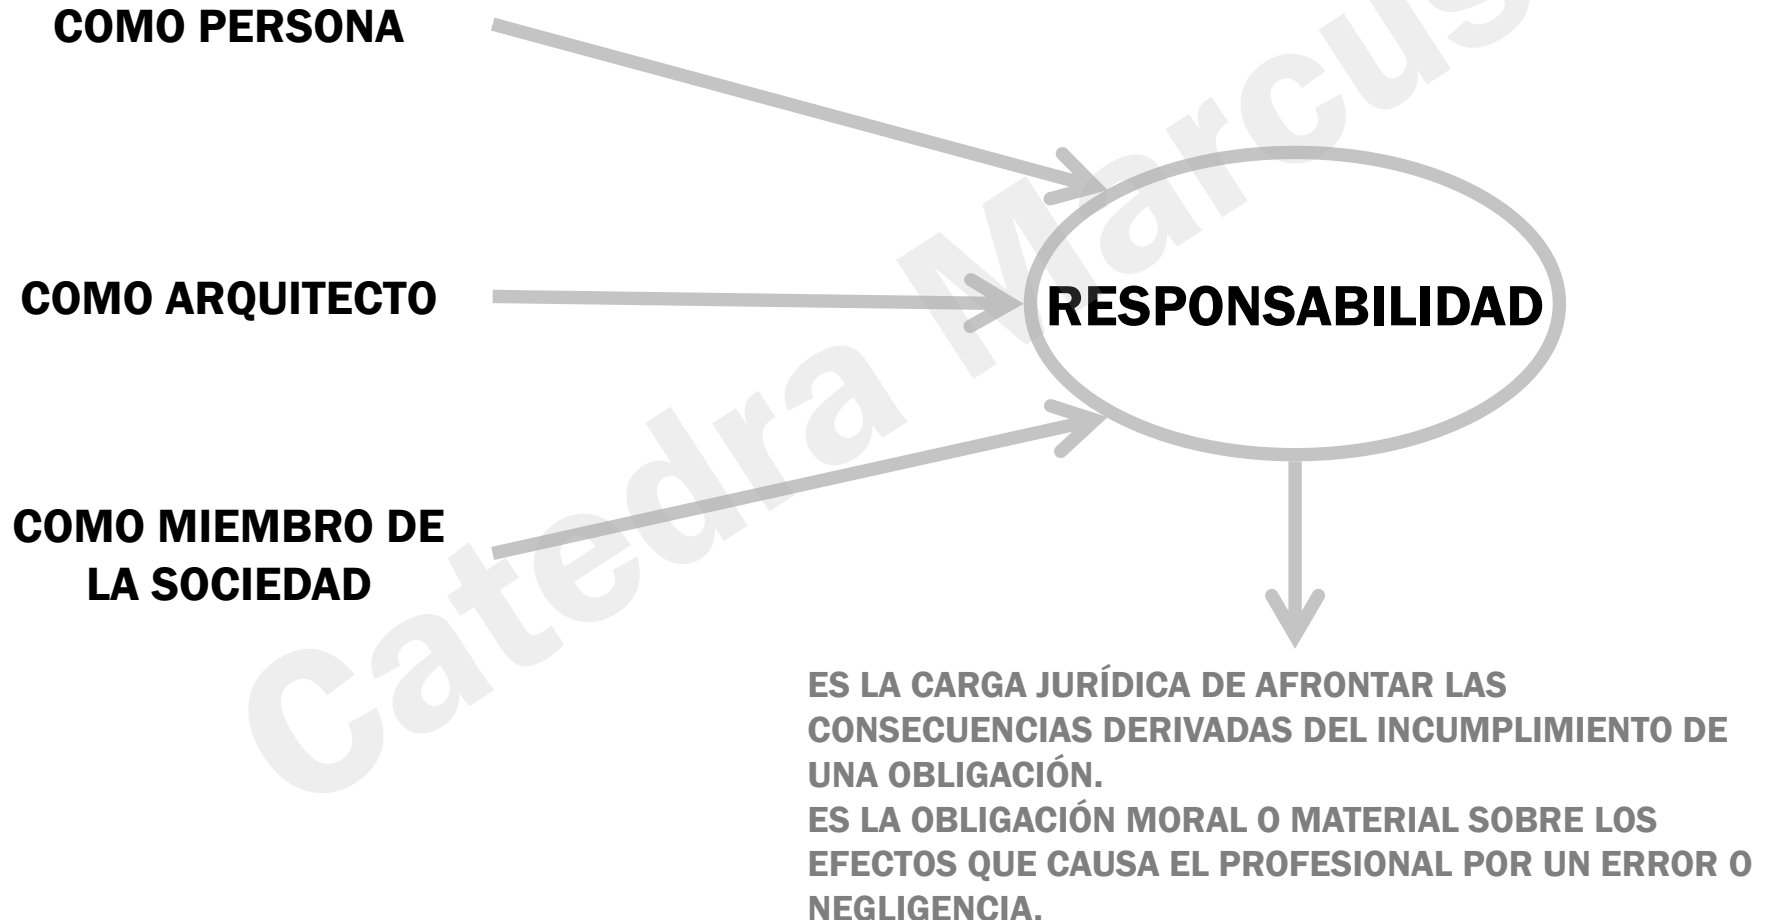 COMO PERSONA
COMO ARQUITECTO
RESPONSABILIDAD
COMO MIEMBRO DE
LA SOCIEDAD
ES LA CARGA JURÍDICA DE AFRONTAR LAS
CONSECUENCIAS DERIVADAS DEL INCUMPLIMIENTO DE
UNA OBLIGACIÓN.
ES LA OBLIGACIÓN MORAL O MATERIAL SOBRE LOS
EFECTOS QUE CAUSA EL PROFESIONAL POR UN ERROR O
NEGLIGENCIA.
Catedra Marcus